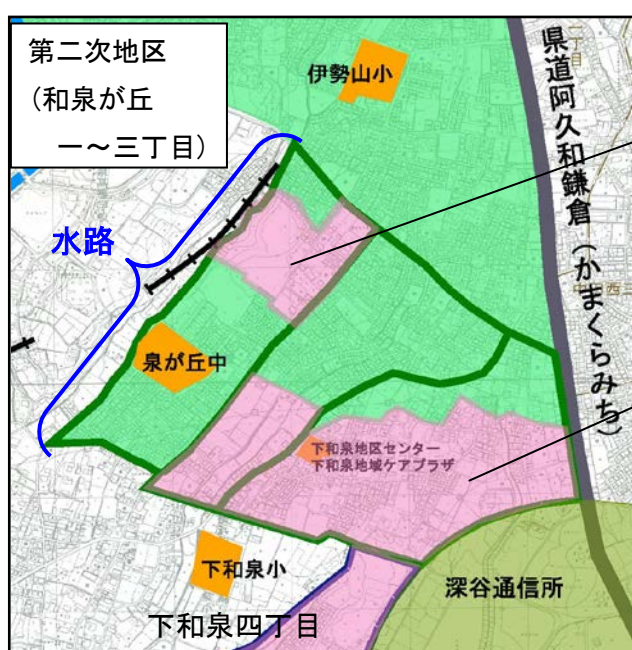 第二次地区
(和泉が丘
一～三丁目)
伊勢山小
県道阿久和鎌倉(かまくらみち)
水路
泉が丘中
下和泉地区センター
下和泉地域ケアプラザ
下和泉小
下和泉四丁目
深谷通信所